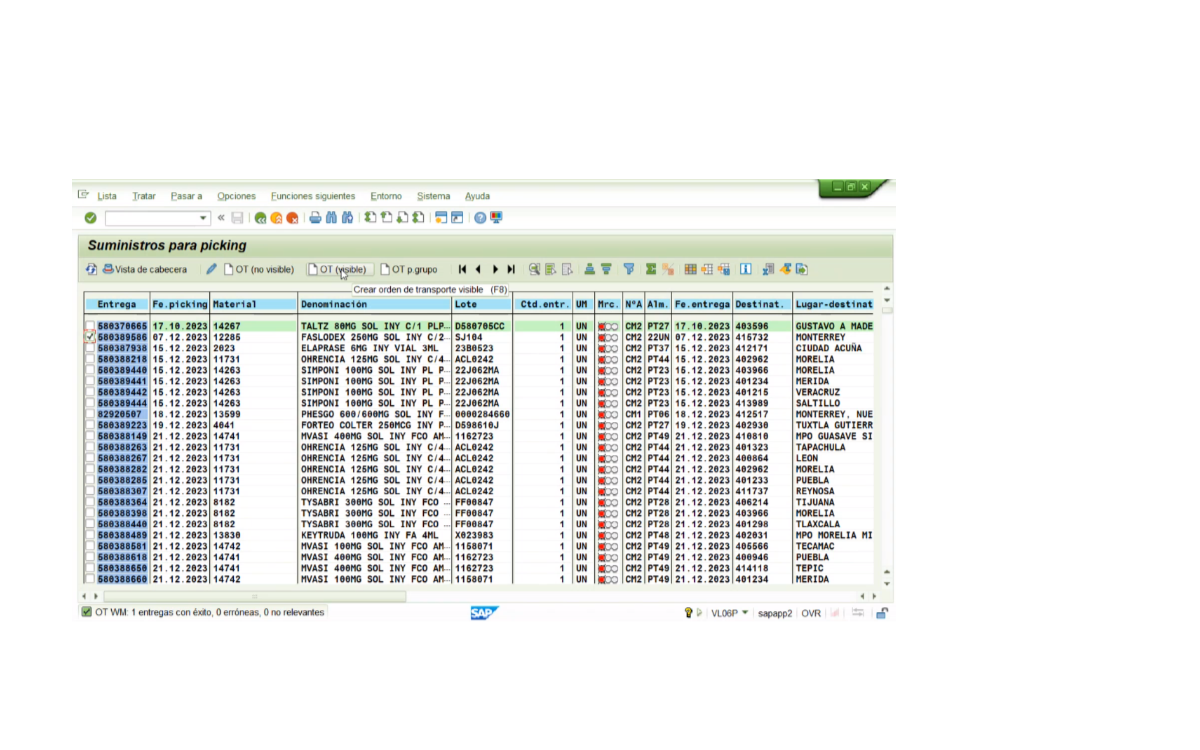 Lista Tratar Pasar a Opciones Funciones siguientes Entorno Sistema Ayuda
Suministros para picking
Vista de cabecera OT (no visible) OT (visible) OT p.grupo
Crear orden de transporte visible (F8)
Entrega Fe.picking Material Denominación Lote Ctd.entr. UM Mrc. NºA Alm. Fe.entrega Destinat. Lugar-destinat
580370665 17.10.2023 14267 TALTZ 80MG SOL INY C/1 PLP… D580705CC 1 UN CM2 PT27 17.10.2023 403596 GUSTAVO A MADE
580389586 07.12.2023 12285 FASLODEX 250MG SOL INY C/2… SJ104 1 UN CM2 22UN 07.12.2023 415732 MONTERREY
580387938 15.12.2023 2023 ELAPRASE 6MG INY VIAL 3ML 23B0523 1 UN CM2 PT37 15.12.2023 412171 CIUDAD ACUÑA
580388218 15.12.2023 11731 OHRENCIA 125MG SOL INY C/4… ACL0242 1 UN CM2 PT44 15.12.2023 402962 MORELIA
580389440 15.12.2023 14263 SIMPONI 100MG SOL INY PL P… 22J062MA 1 UN CM2 PT23 15.12.2023 403966 MORELIA
580389441 15.12.2023 14263 SIMPONI 100MG SOL INY PL P… 22J062MA 1 UN CM2 PT23 15.12.2023 401234 MERIDA
580389442 15.12.2023 14263 SIMPONI 100MG SOL INY PL P… 22J062MA 1 UN CM2 PT23 15.12.2023 401215 VERACRUZ
580389444 15.12.2023 14263 SIMPONI 100MG SOL INY PL P… 22J062MA 1 UN CM2 PT23 15.12.2023 413989 SALTILLO
82920507 18.12.2023 13599 PHESGO 600/600MG SOL INY F… 0000284660 1 UN CM1 PT06 18.12.2023 412517 MONTERREY, NUE
580389223 19.12.2023 4041 FORTEO COLTER 250MCG INY P… D598610J 1 UN CM2 PT27 19.12.2023 402930 TUXTLA GUTIERR
580388149 21.12.2023 14741 MVASI 400MG SOL INY FCO AM… 1162723 1 UN CM2 PT49 21.12.2023 410810 MPO GUASAVE SI
580388263 21.12.2023 11731 OHRENCIA 125MG SOL INY C/4… ACL0242 1 UN CM2 PT44 21.12.2023 401323 TAPACHULA
580388267 21.12.2023 11731 OHRENCIA 125MG SOL INY C/4… ACL0242 1 UN CM2 PT44 21.12.2023 400864 LEON
580388282 21.12.2023 11731 OHRENCIA 125MG SOL INY C/4… ACL0242 1 UN CM2 PT44 21.12.2023 402962 MORELIA
580388285 21.12.2023 11731 OHRENCIA 125MG SOL INY C/4… ACL0242 1 UN CM2 PT44 21.12.2023 401233 PUEBLA
580388307 21.12.2023 11731 OHRENCIA 125MG SOL INY C/4… ACL0242 1 UN CM2 PT44 21.12.2023 411737 REYNOSA
580388364 21.12.2023 8182 TYSABRI 300MG SOL INY FCO … FF00847 1 UN CM2 PT28 21.12.2023 406214 TIJUANA
580388398 21.12.2023 8182 TYSABRI 300MG SOL INY FCO … FF00847 1 UN CM2 PT28 21.12.2023 403966 MORELIA
580388440 21.12.2023 8182 TYSABRI 300MG SOL INY FCO … FF00847 1 UN CM2 PT28 21.12.2023 401298 TLAXCALA
580388489 21.12.2023 13830 KEYTRUDA 100MG INY FA 4ML X023983 1 UN CM2 PT48 21.12.2023 402031 MPO MORELIA MI
580388581 21.12.2023 14742 MVASI 100MG SOL INY FCO AM… 1158071 1 UN CM2 PT49 21.12.2023 405566 TECAMAC
580388618 21.12.2023 14741 MVASI 400MG SOL INY FCO AM… 1162723 1 UN CM2 PT49 21.12.2023 400946 PUEBLA
580388650 21.12.2023 14741 MVASI 400MG SOL INY FCO AM… 1162723 1 UN CM2 PT49 21.12.2023 414118 TEPIC
580388660 21.12.2023 14742 MVASI 100MG SOL INY FCO AM… 1158071 1 UN CM2 PT49 21.12.2023 401234 MERIDA
OT WM: 1 entregas con éxito, 0 erróneas, 0 no relevantes SAP VL06P sapapp2 OVR